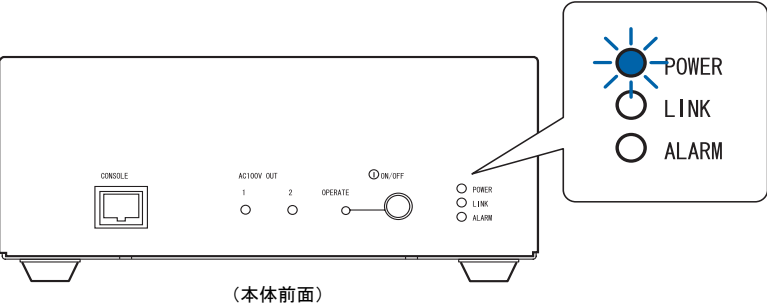 POWER
LINK
ALARM
CONSOLE
AC100V OUT
1 2
OPERATE
ON/OFF
POWER
LINK
ALARM
(本体前面)